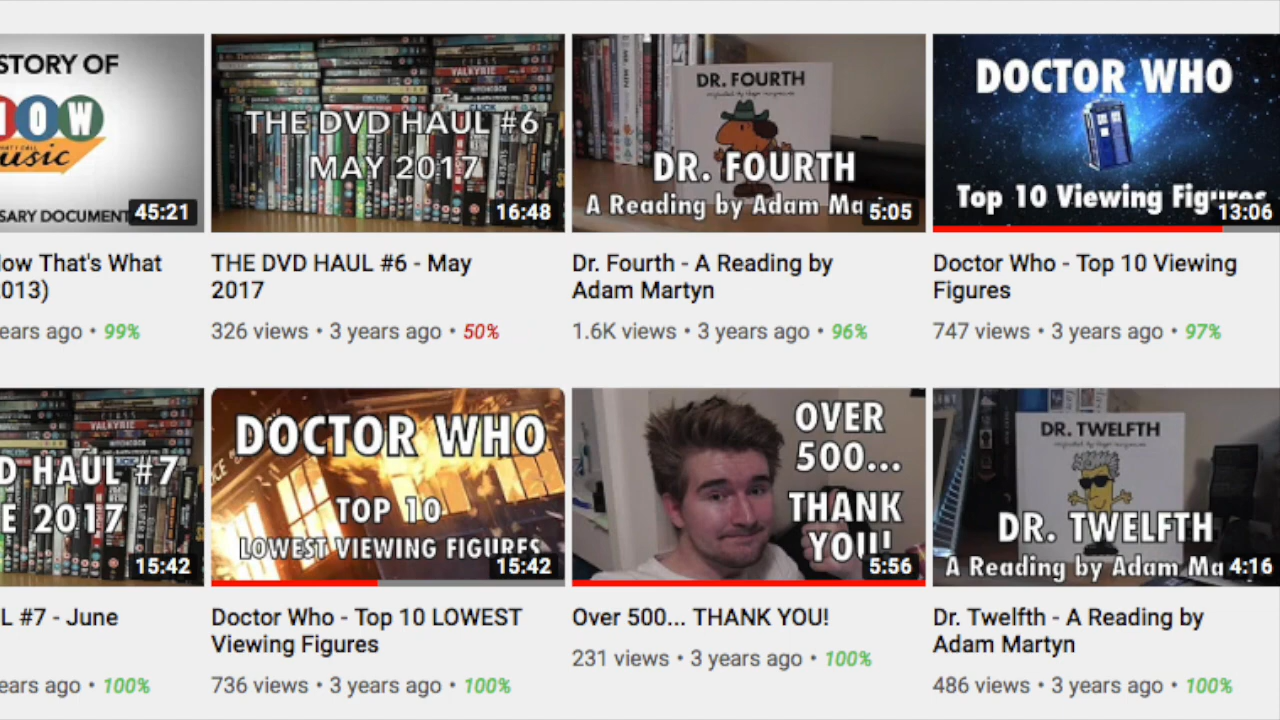 STORY OF
NOW
music
SARY DOCUMENT
45:21
THE DVD HAUL #6
MAY 2017
16:48
DR. FOURTH
DR. FOURTH
A Reading by Adam Ma
5:05
DOCTOR WHO
Top 10 Viewing Figures
13:06
low That's What
013)
ears ago • 99%
THE DVD HAUL #6 - May
2017
326 views • 3 years ago • 50%
Dr. Fourth - A Reading by
Adam Martyn
1.6K views • 3 years ago • 96%
Doctor Who - Top 10 Viewing
Figures
747 views • 3 years ago • 97%
VALKYRIE
D HAUL #7
E 2017
15:42
DOCTOR WHO
TOP 10
LOWEST VIEWING FIGURES
15:42
OVER
500...
THANK
YOU!
5:56
DR. TWELFTH
DR. TWELFTH
A Reading by Adam Ma
4:16
L #7 - June
ears ago • 100%
Doctor Who - Top 10 LOWEST
Viewing Figures
736 views • 3 years ago • 100%
Over 500... THANK YOU!
231 views • 3 years ago • 100%
Dr. Twelfth - A Reading by
Adam Martyn
486 views • 3 years ago • 100%